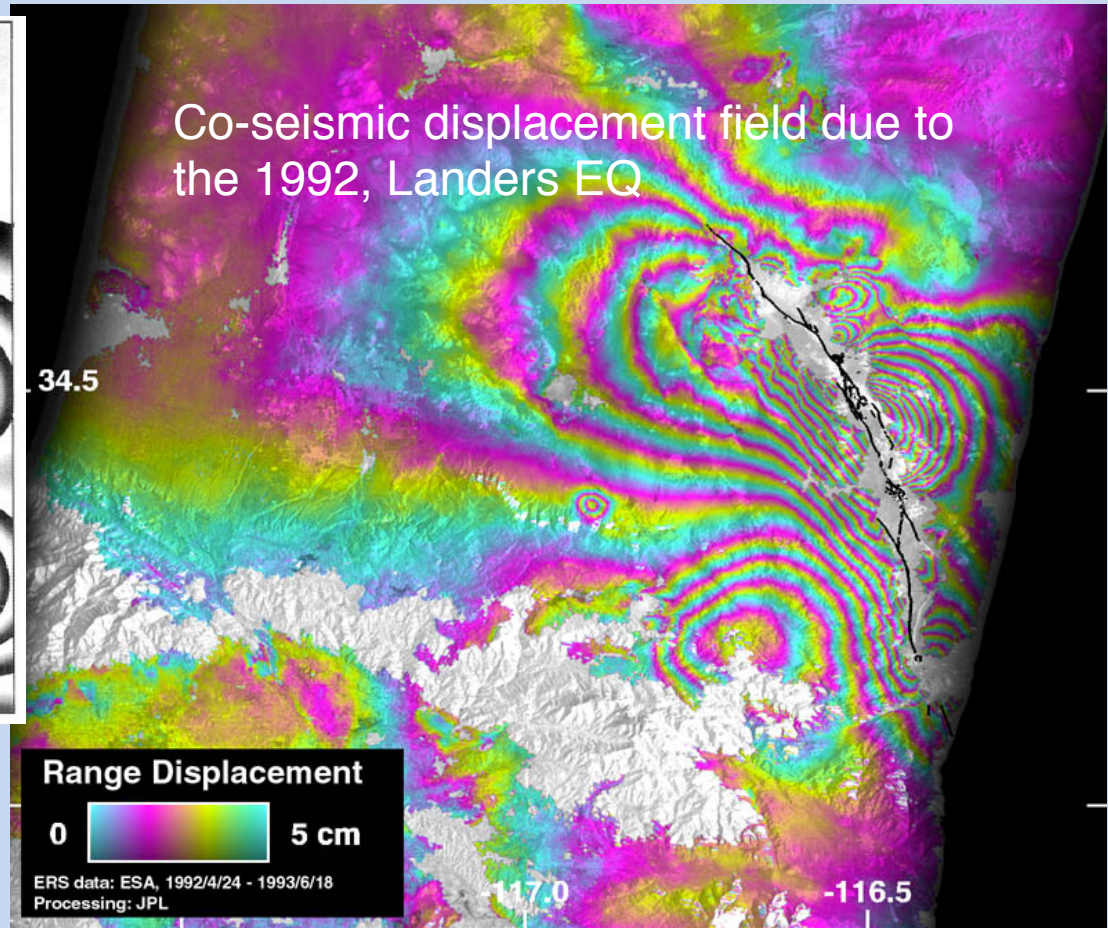 Co-seismic displacement field due to
the 1992, Landers EQ
34.5
Range Displacement
0 5 cm
ERS data: ESA, 1992/4/24 - 1993/6/18
Processing: JPL
-117.0
-116.5